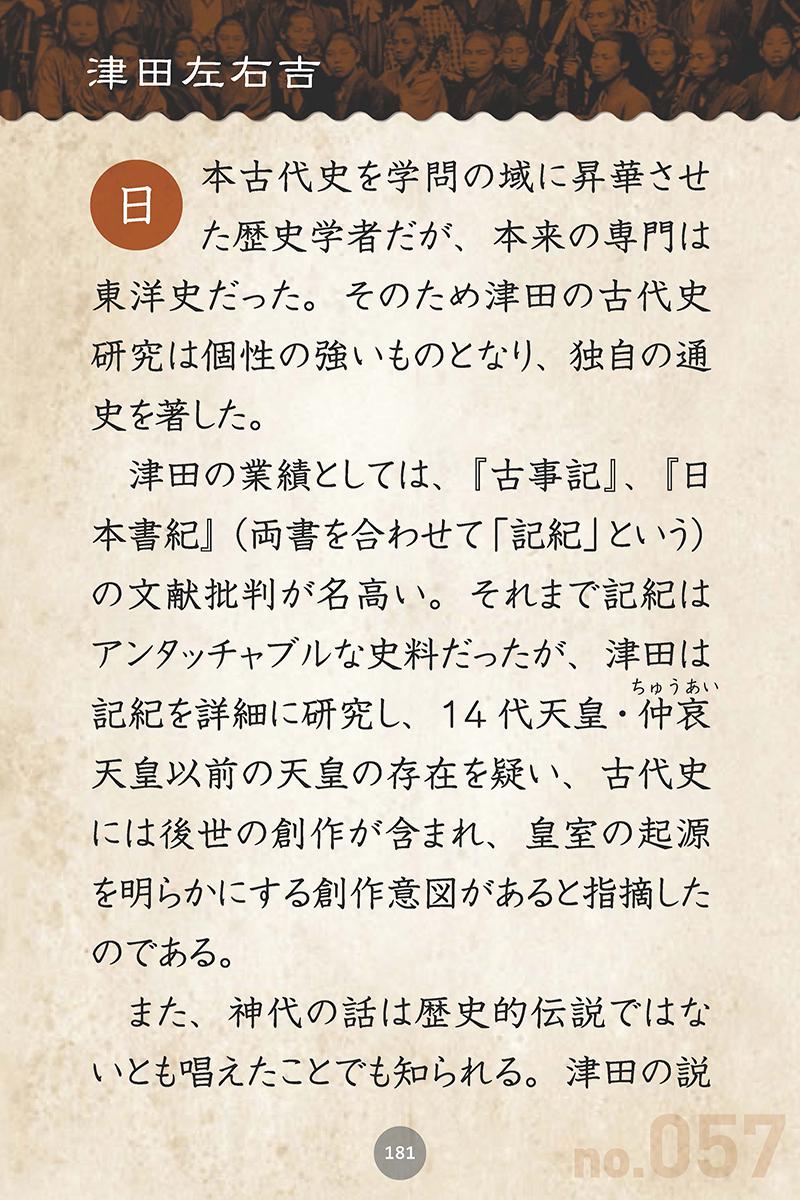 津田左右吉
日本古代史を学問の域に昇華させ
た歴史学者だが、本来の専門は
東洋史だった。そのため津田の古代史
研究は個性の強いものとなり、独自の通
史を著した。
津田の業績としては、『古事記』、『日
本書紀』（両書を合わせて「記紀」という）
の文献批判が名高い。それまで記紀は
アンタッチャブルな史料だったが、津田は
ちゅうあい
記紀を詳細に研究し、14代天皇・仲哀
天皇以前の天皇の存在を疑い、古代史
には後世の創作が含まれ、皇室の起源
を明らかにする創作意図があると指摘した
のである。
また、神代の話は歴史的伝説ではな
いとも唱えたことでも知られる。津田の説
181
no.057